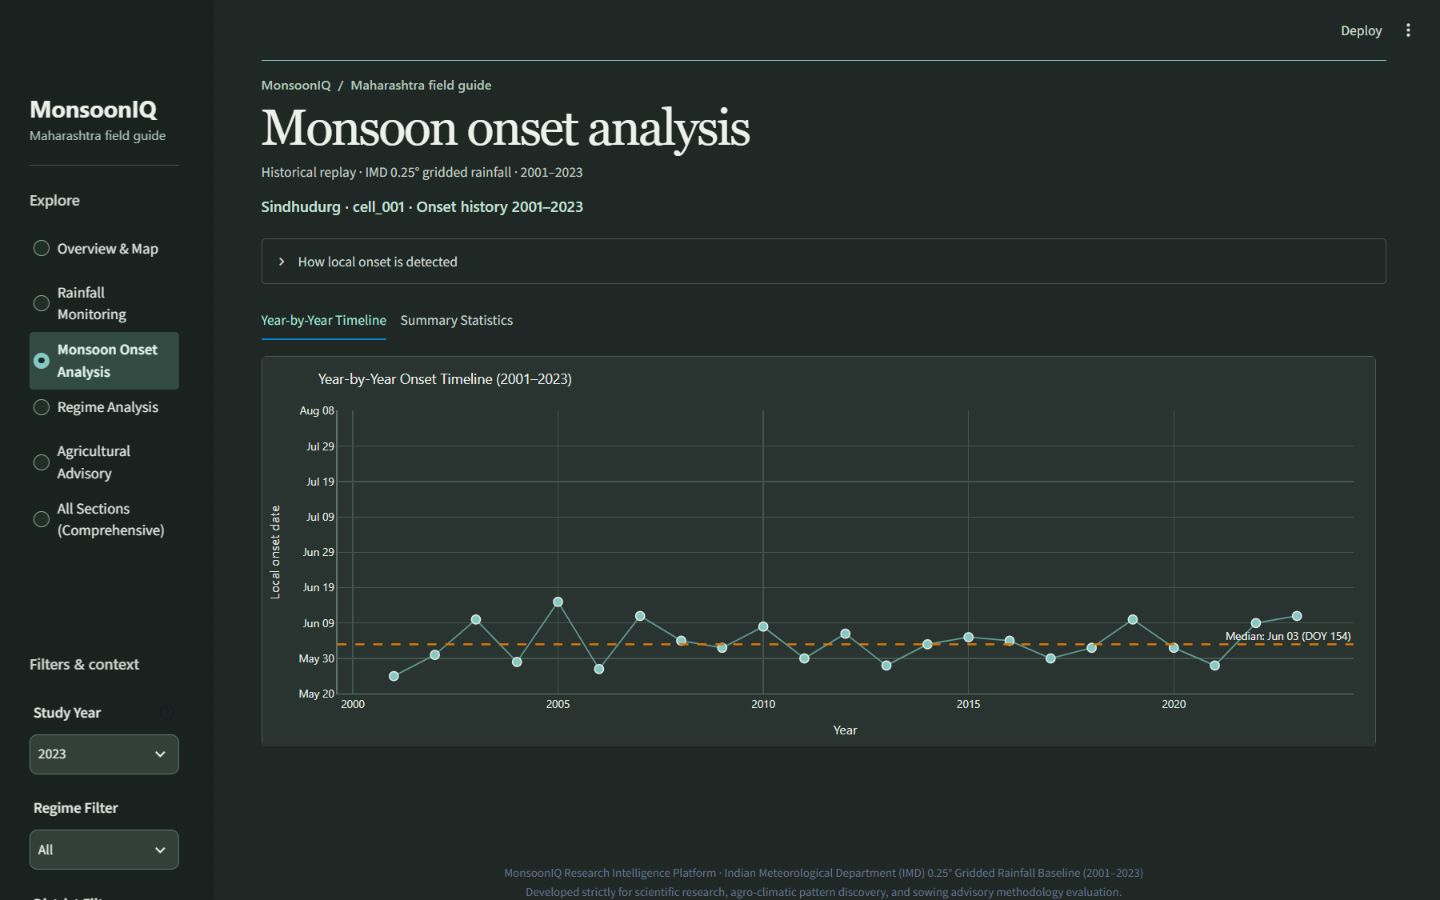 Deploy
MonsoonIQ
Maharashtra field guide
Explore
Overview & Map
Rainfall
Monitoring
Monsoon Onset
Analysis
Regime Analysis
Agricultural
Advisory
All Sections
(Comprehensive)
Filters & context
Study Year
2023
Regime Filter
All
MonsoonIQ / Maharashtra field guide
Monsoon onset analysis
Historical replay · IMD 0.25° gridded rainfall · 2001–2023
Sindhudurg · cell_001 · Onset history 2001–2023
How local onset is detected
Year-by-Year Timeline Summary Statistics
Year-by-Year Onset Timeline (2001–2023)
Aug 08
Jul 29
Jul 19
Jul 09
Jun 29
Jun 19
Jun 09
May 30
May 20
Local onset date
Median: Jun 03 (DOY 154)
2000 2005 2010 2015 2020
Year
MonsoonIQ Research Intelligence Platform · Indian Meteorological Department (IMD) 0.25° Gridded Rainfall Baseline (2001–2023)
Developed strictly for scientific research, agro-climatic pattern discovery, and sowing advisory methodology evaluation.